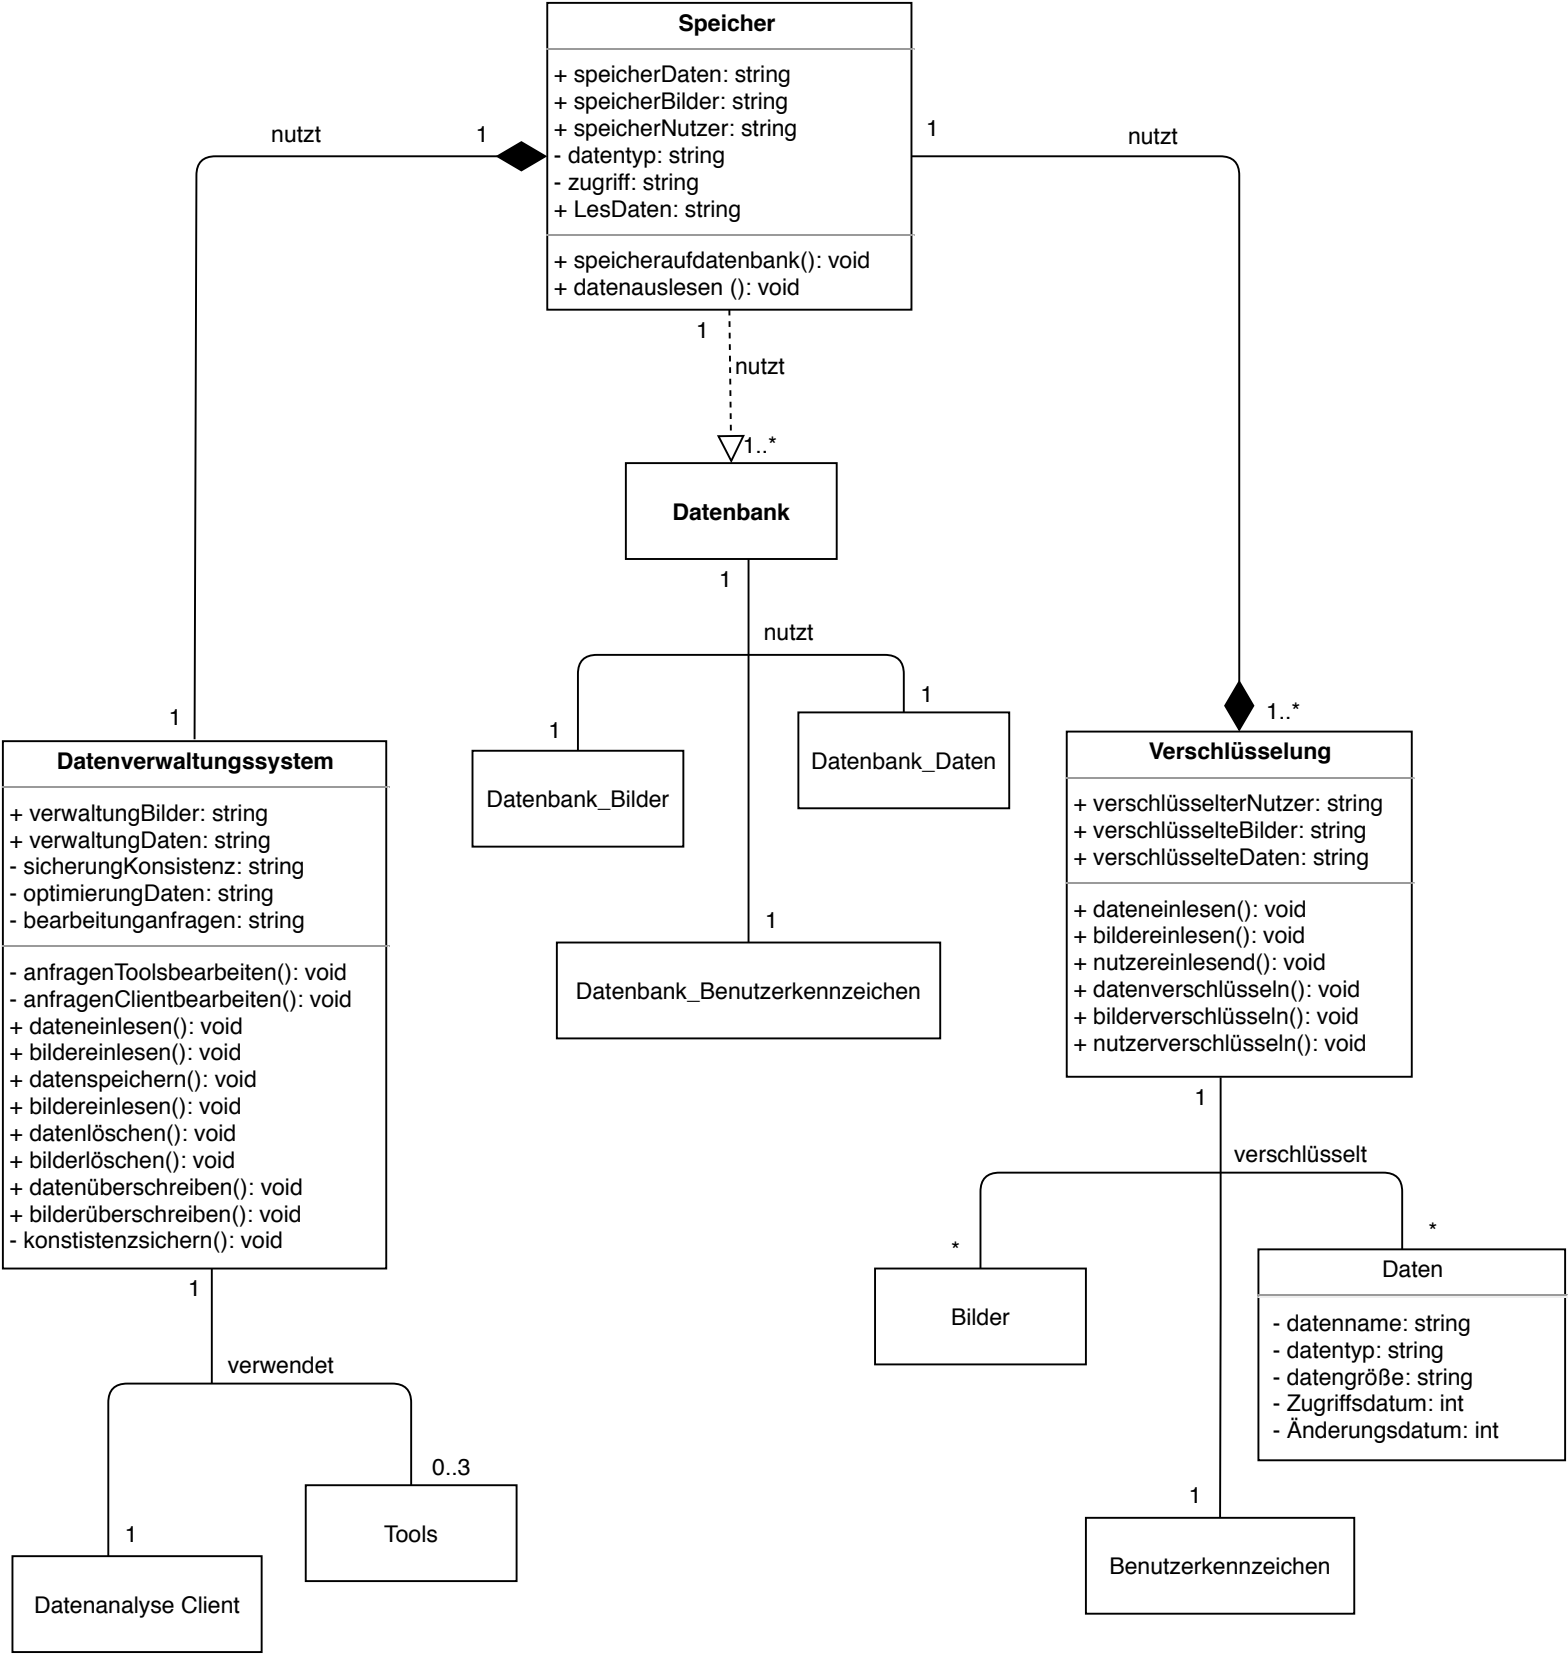 Speicher
+ speicherDaten: string
+ speicherBilder: string
+ speicherNutzer: string
- datentyp: string
- zugriff: string
+ LesDaten: string
+ speicheraufdatenbank(): void
+ datenauslesen (): void
nutzt
1
1
nutzt
1
nutzt
1..*
Datenbank
1
nutzt
1
Datenbank_Bilder
1
Datenbank_Daten
1
Datenbank_Benutzerkennzeichen
1
Datenverwaltungssystem
+ verwaltungBilder: string
+ verwaltungDaten: string
- sicherungKonsistenz: string
- optimierungDaten: string
- bearbeitunganfragen: string
- anfragenToolsbearbeiten(): void
- anfragenClientbearbeiten(): void
+ dateneinlesen(): void
+ bildereinlesen(): void
+ datenspeichern(): void
+ bildereinlesen(): void
+ datenlöschen(): void
+ bilderlöschen(): void
+ datenüberschreiben(): void
+ bilderüberschreiben(): void
- konstistenzsichern(): void
1
verwendet
1
Datenanalyse Client
0..3
Tools
1..*
Verschlüsselung
+ verschlüsselterNutzer: string
+ verschlüsselteBilder: string
+ verschlüsselteDaten: string
+ dateneinlesen(): void
+ bildereinlesen(): void
+ nutzereinlesend(): void
+ datenverschlüsseln(): void
+ bilderverschlüsseln(): void
+ nutzerverschlüsseln(): void
1
verschlüsselt
*
Bilder
*
Daten
- datenname: string
- datentyp: string
- datengröße: string
- Zugriffsdatum: int
- Änderungsdatum: int
1
Benutzerkennzeichen